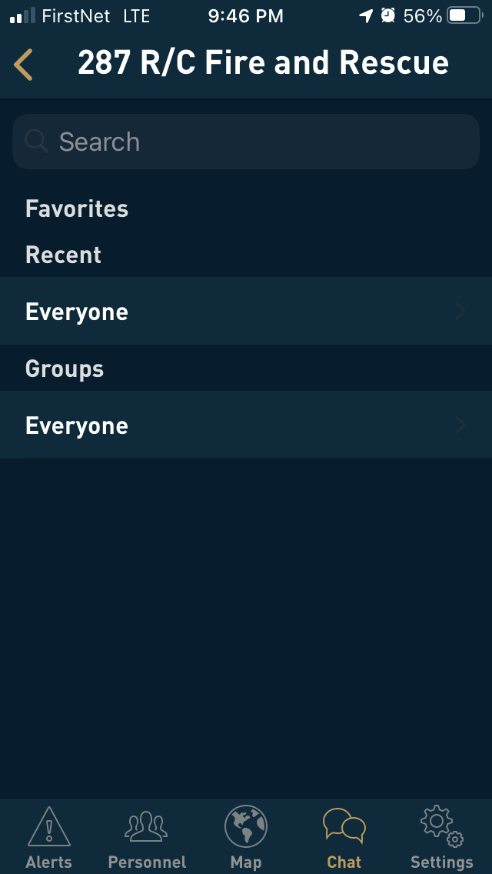 FirstNet LTE 9:46 PM 56%
287 R/C Fire and Rescue
Search
Favorites
Recent
Everyone
Groups
Everyone
Alerts Personnel Map Chat Settings